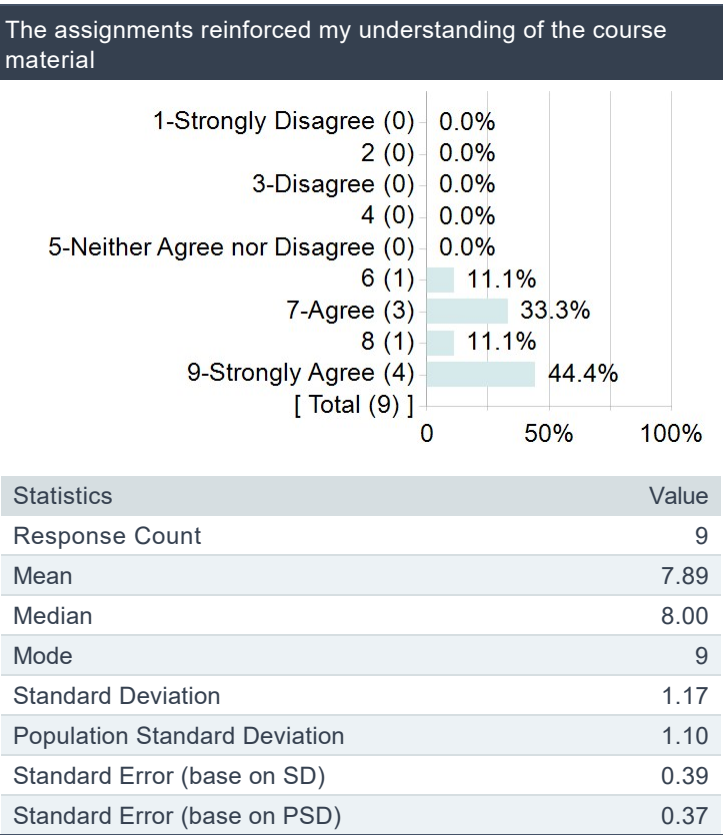 The assignments reinforced my understanding of the course
material
1-Strongly Disagree (0) 0.0%
2 (0) 0.0%
3-Disagree (0) 0.0%
4 (0) 0.0%
5-Neither Agree nor Disagree (0) 0.0%
6 (1) 11.1%
7-Agree (3) 33.3%
8 (1) 11.1%
9-Strongly Agree (4) 44.4%
[ Total (9) ]
0 50% 100%
Statistics Value
Response Count 9
Mean 7.89
Median 8.00
Mode 9
Standard Deviation 1.17
Population Standard Deviation 1.10
Standard Error (base on SD) 0.39
Standard Error (base on PSD) 0.37